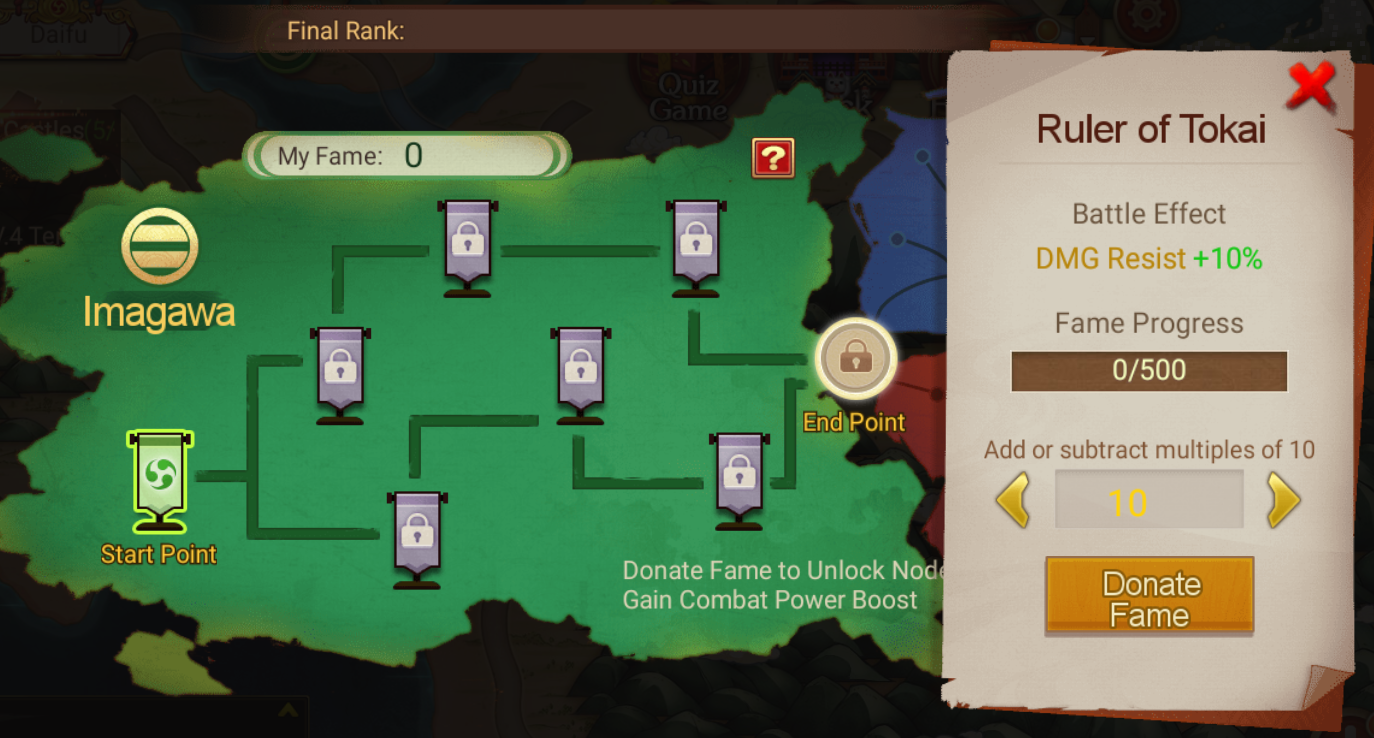 Daifu
Final Rank:
Quiz
Game
Castles(5/
My Fame: 0
?
Imagawa
Start Point
End Point
Donate Fame to Unlock Node
Gain Combat Power Boost
Ruler of Tokai
Battle Effect
DMG Resist +10%
Fame Progress
0/500
Add or subtract multiples of 10
10
Donate
Fame